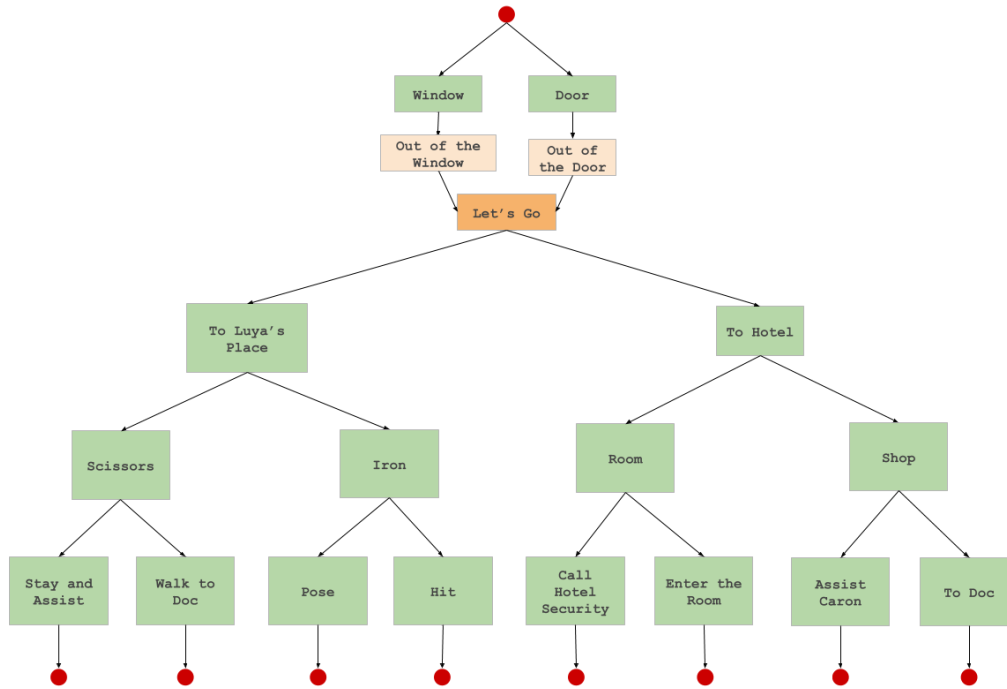 Window
Door
Out of the
Window
Out of
the Door
Let's Go
To Luya's
Place
To Hotel
Scissors
Iron
Room
Shop
Stay and
Assist
Walk to
Doc
Pose
Hit
Call
Hotel
Security
Enter the
Room
Assist
Caron
To Doc